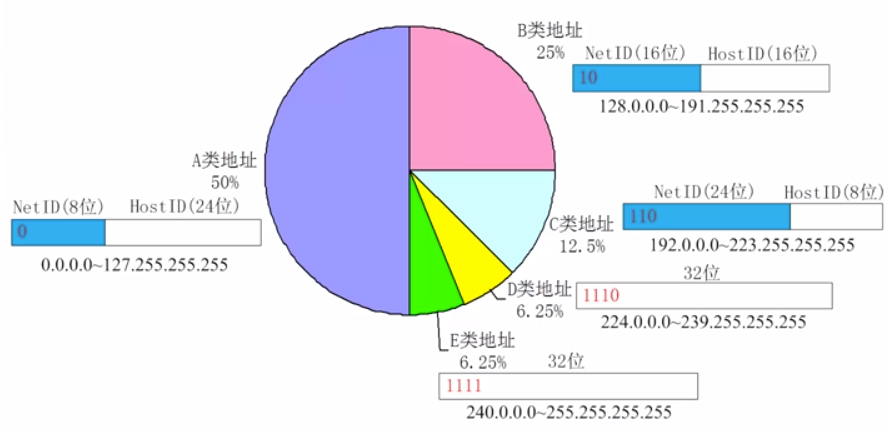 B类地址
25%
NetID(16位) HostID(16位)
10
128.0.0.0~191.255.255.255
A类地址
50%
NetID(8位) HostID(24位)
0
0.0.0.0~127.255.255.255
NetID(24位) HostID(8位)
110
192.0.0.0~223.255.255.255
C类地址
12.5%
32位
1110
224.0.0.0~239.255.255.255
D类地址
6.25%
E类地址
6.25% 32位
1111
240.0.0.0~255.255.255.255